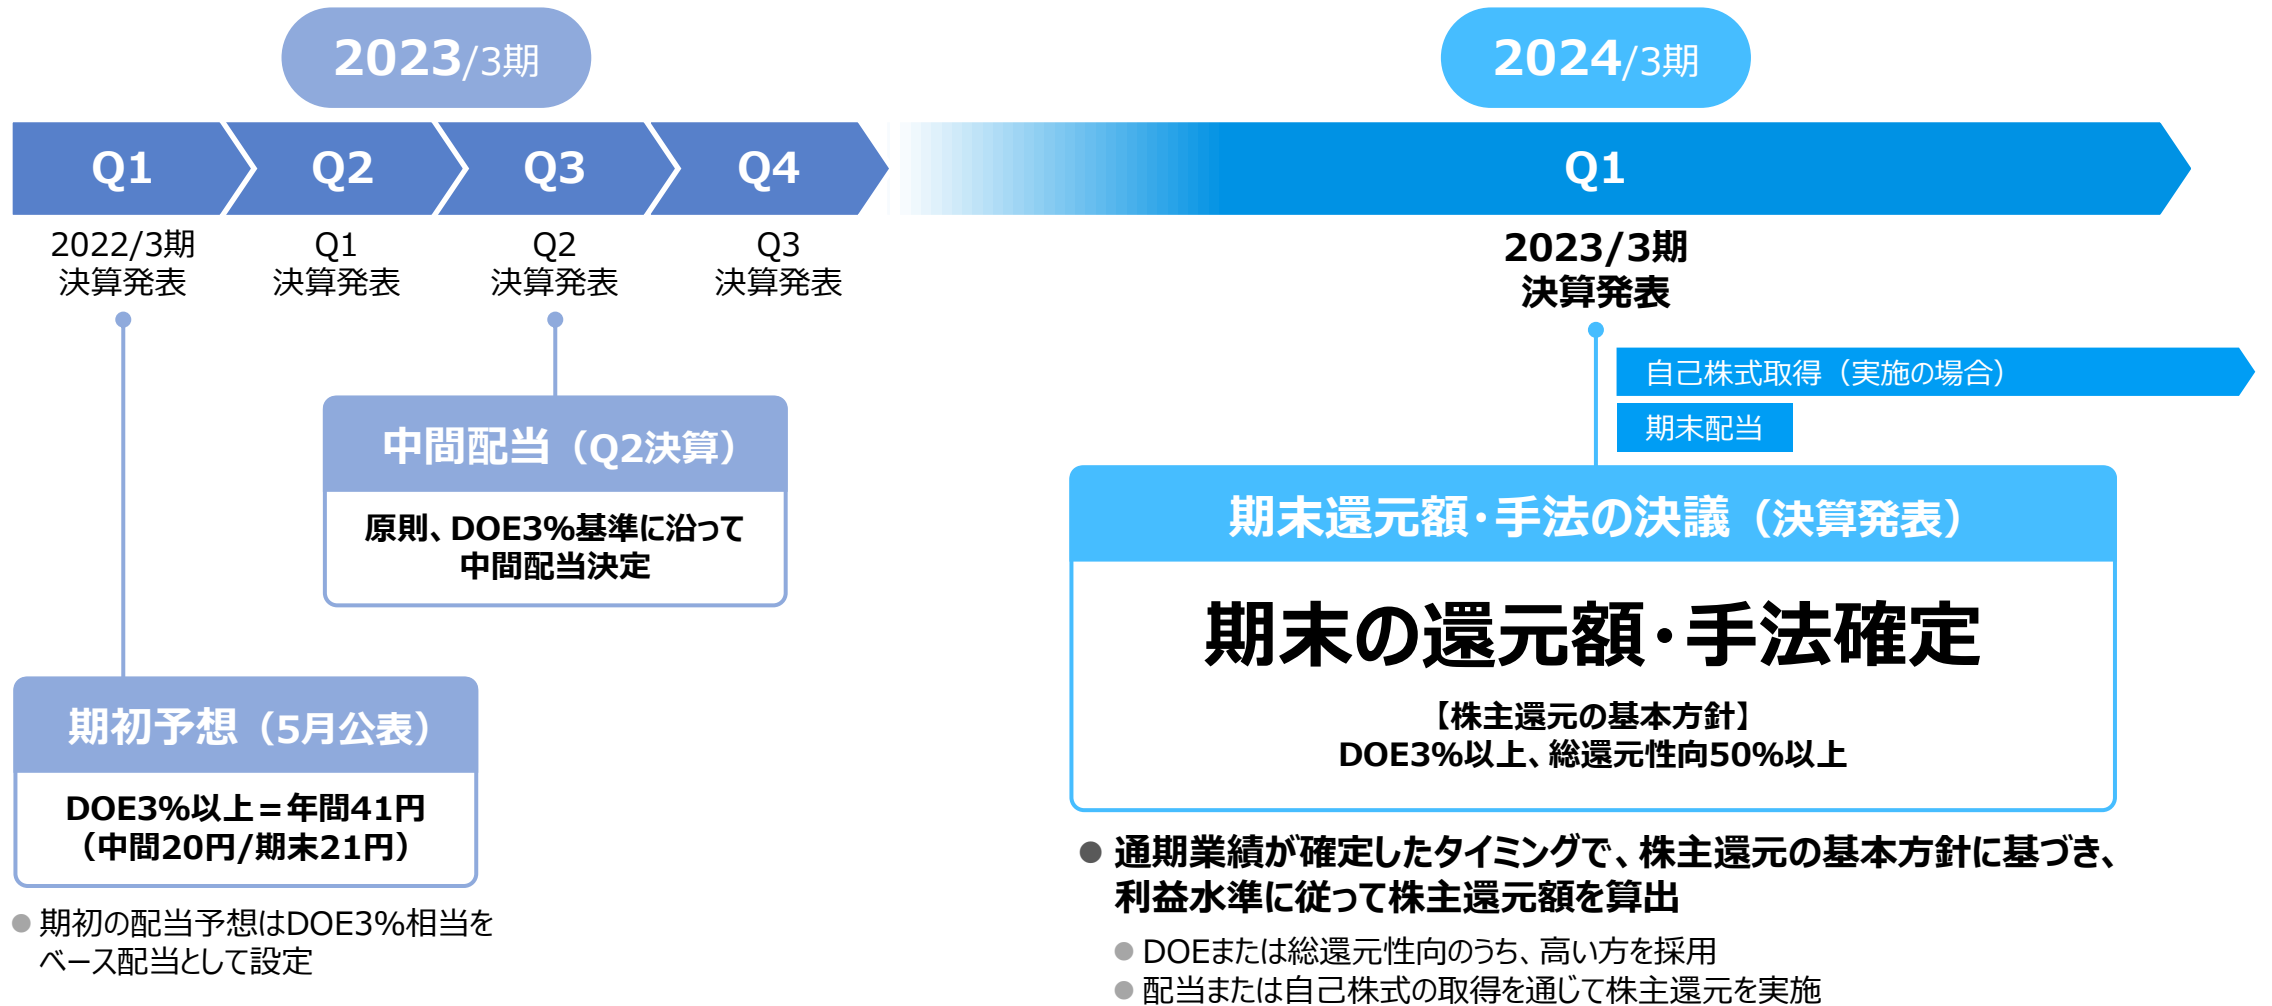 2023/3期
2024/3期
Q1
Q2
Q3
Q4
Q1
2022/3期
決算発表
Q1
決算発表
Q2
決算発表
Q3
決算発表
2023/3期
決算発表
自己株式取得（実施の場合）
期末配当
中間配当（Q2決算）
原則、DOE3%基準に沿って
中間配当決定
期初予想（5月公表）
DOE3%以上＝年間41円
（中間20円/期末21円）
●期初の配当予想はDOE3%相当を
ベース配当として設定
期末還元額･手法の決議（決算発表）
期末の還元額･手法確定
【株主還元の基本方針】
DOE3%以上、総還元性向50%以上
●通期業績が確定したタイミングで、株主還元の基本方針に基づき、
利益水準に従って株主還元額を算出
●DOEまたは総還元性向のうち、高い方を採用
●配当または自己株式の取得を通じて株主還元を実施